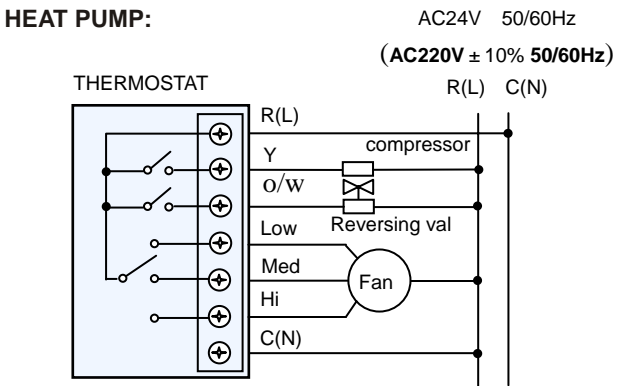 HEAT PUMP:
AC24V 50/60Hz
(AC220V ± 10% 50/60Hz)
THERMOSTAT
R(L) C(N)
R(L)
compressor
Y
o/w
Reversing val
Low
Med
Fan
Hi
C(N)